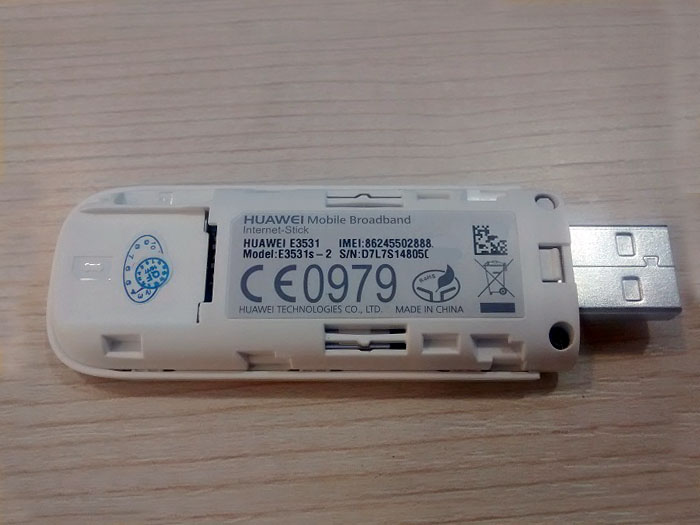 HUAWEI Mobile Broadband
Internet-Stick
HUAWEI E3531 IMEI:86245502888
Model:E3531s-2 S/N:D7L7S14805(
CE0979
RoHS
HUAWEI TECHNOLOGIES CO., LTD. MADE IN CHINA